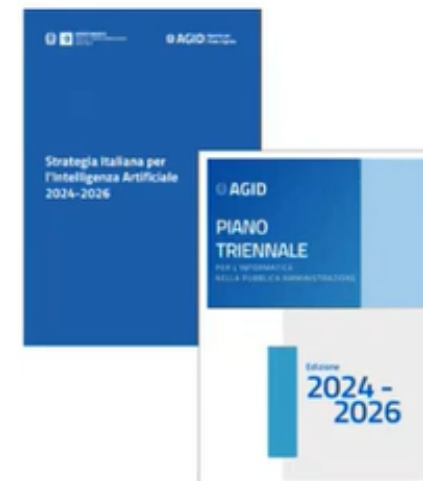 AGID
Strategia Italiana per
l'Intelligenza Artificiale
2024-2026
AGID
PIANO
TRIENNALE
PER L'INFORMATICA
NELLA PUBBLICA AMMINISTRAZIONE
Edizione
2024 -
2026